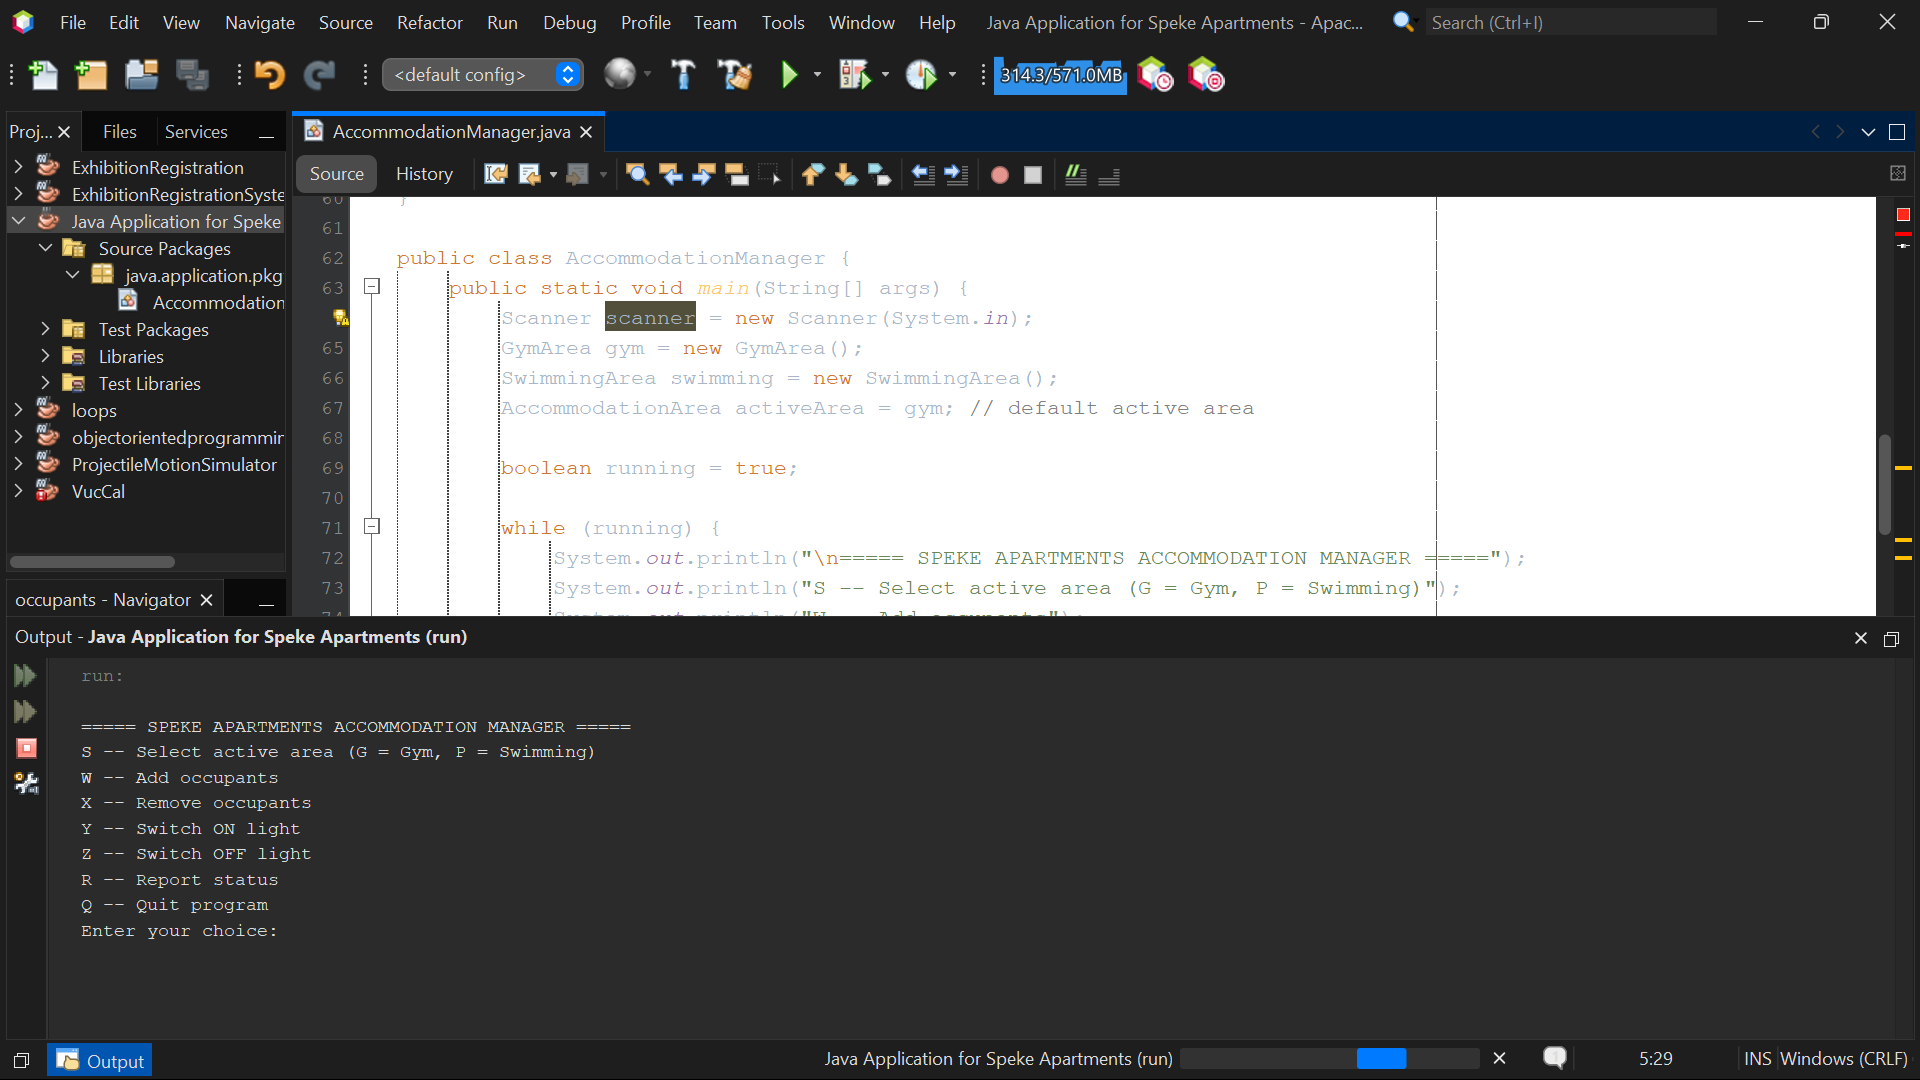 File Edit View Navigate Source Refactor Run Debug Profile Team Tools Window Help Java Application for Speke Apartments - Apac... Search (Ctrl+I)
<default config> 314.3/571.0MB
Proj... Files Services AccommodationManager.java
Source History
ExhibitionRegistration
ExhibitionRegistrationSyste
Java Application for Speke
Source Packages
java.application.pkg
Accommodation
Test Packages
Libraries
Test Libraries
loops
objectorientedprogrammin
ProjectileMotionSimulator
VucCal
occupants - Navigator
60 }
61
62 public class AccommodationManager {
63 public static void main(String[] args) {
Scanner scanner = new Scanner(System.in);
65 GymArea gym = new GymArea();
66 SwimmingArea swimming = new SwimmingArea();
67 AccommodationArea activeArea = gym; // default active area
68
69 boolean running = true;
70
71 while (running) {
72 System.out.println("\n===== SPEKE APARTMENTS ACCOMMODATION MANAGER =====");
73 System.out.println("S -- Select active area (G = Gym, P = Swimming)");
74 System.out.println("W -- Add occupants");
Output - Java Application for Speke Apartments (run)
run:
===== SPEKE APARTMENTS ACCOMMODATION MANAGER =====
S -- Select active area (G = Gym, P = Swimming)
W -- Add occupants
X -- Remove occupants
Y -- Switch ON light
Z -- Switch OFF light
R -- Report status
Q -- Quit program
Enter your choice:
Output Java Application for Speke Apartments (run) 5:29 INS Windows (CRLF)